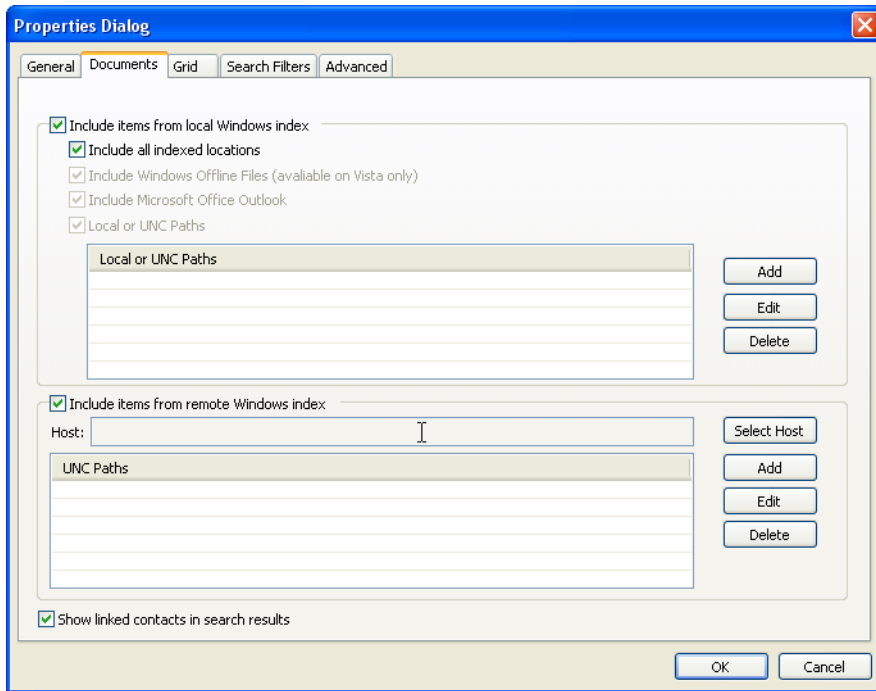 Properties Dialog
General Documents Grid Search Filters Advanced
Include items from local Windows index
Include all indexed locations
Include Windows Offline Files (avaliable on Vista only)
Include Microsoft Office Outlook
Local or UNC Paths
Local or UNC Paths
Add
Edit
Delete
Include items from remote Windows index
Host: Select Host
UNC Paths Add
Edit
Delete
Show linked contacts in search results
OK Cancel